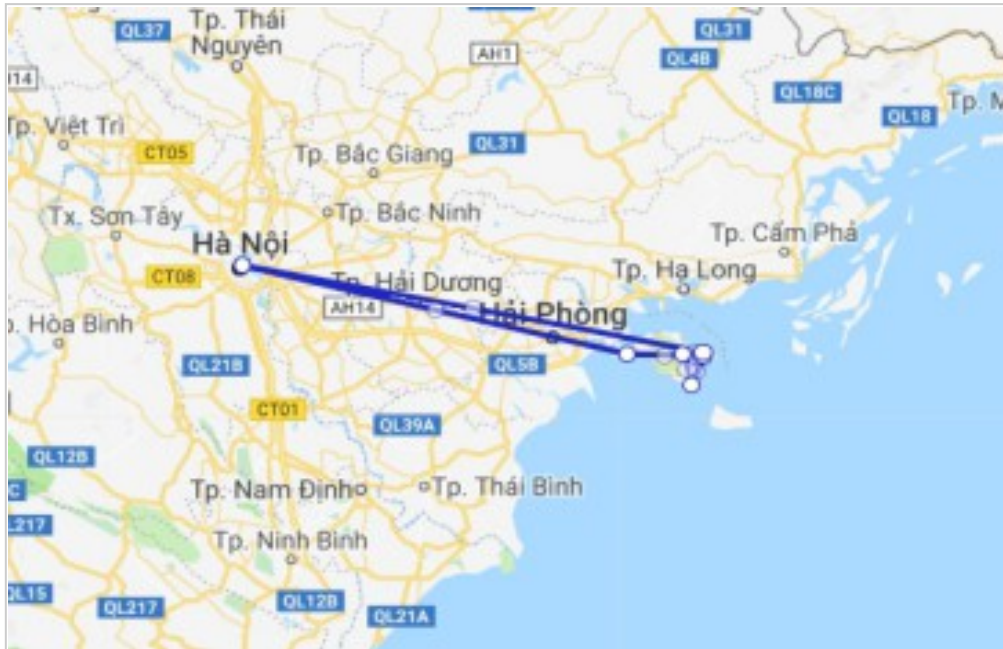 QL37
Tp. Thái
Nguyên
AH1
QL31
QL4B
H14
QL18C
QL18
Tp. M
Tp. Việt Trì
CT05
QL31
Tp. Bắc Giang
Tx. Sơn Tây
Tp. Bắc Ninh
Tp. Cẩm Phả
Hà Nội
CT08
Tp. Hải Dương
Tp. Hạ Long
AH14
Hải Phòng
p. Hòa Bình
QL21B
QL5B
CT01
QL39A
QL12B
C
Tp. Nam Định
Tp. Thái Bình
L217
Tp. Ninh Bình
QL15
QL217
QL12B
QL21A